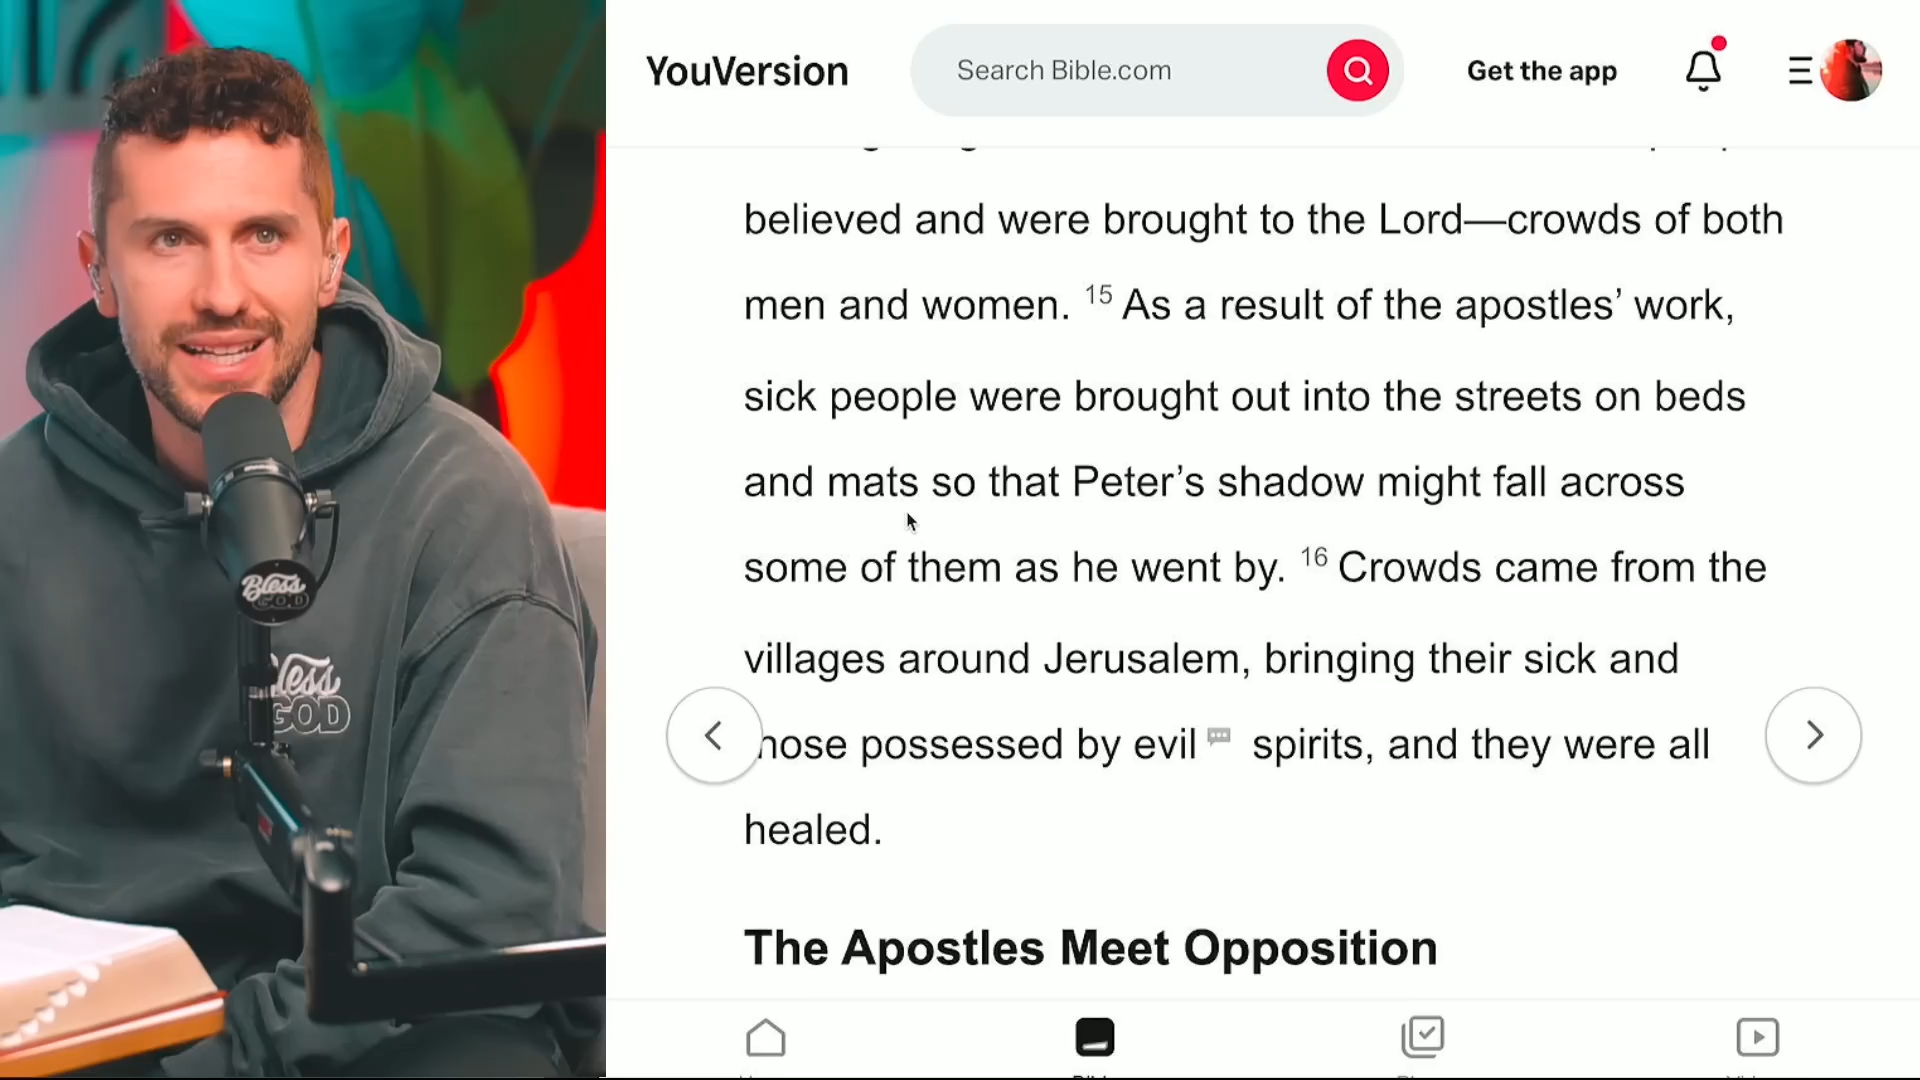 YouVersion
Search Bible.com
Get the app
believed and were brought to the Lord—crowds of both
men and women. 15 As a result of the apostles’ work,
sick people were brought out into the streets on beds
and mats so that Peter’s shadow might fall across
some of them as he went by. 16 Crowds came from the
villages around Jerusalem, bringing their sick and
hose possessed by evil spirits, and they were all
healed.
The Apostles Meet Opposition
Bless
GOD
less
GOD